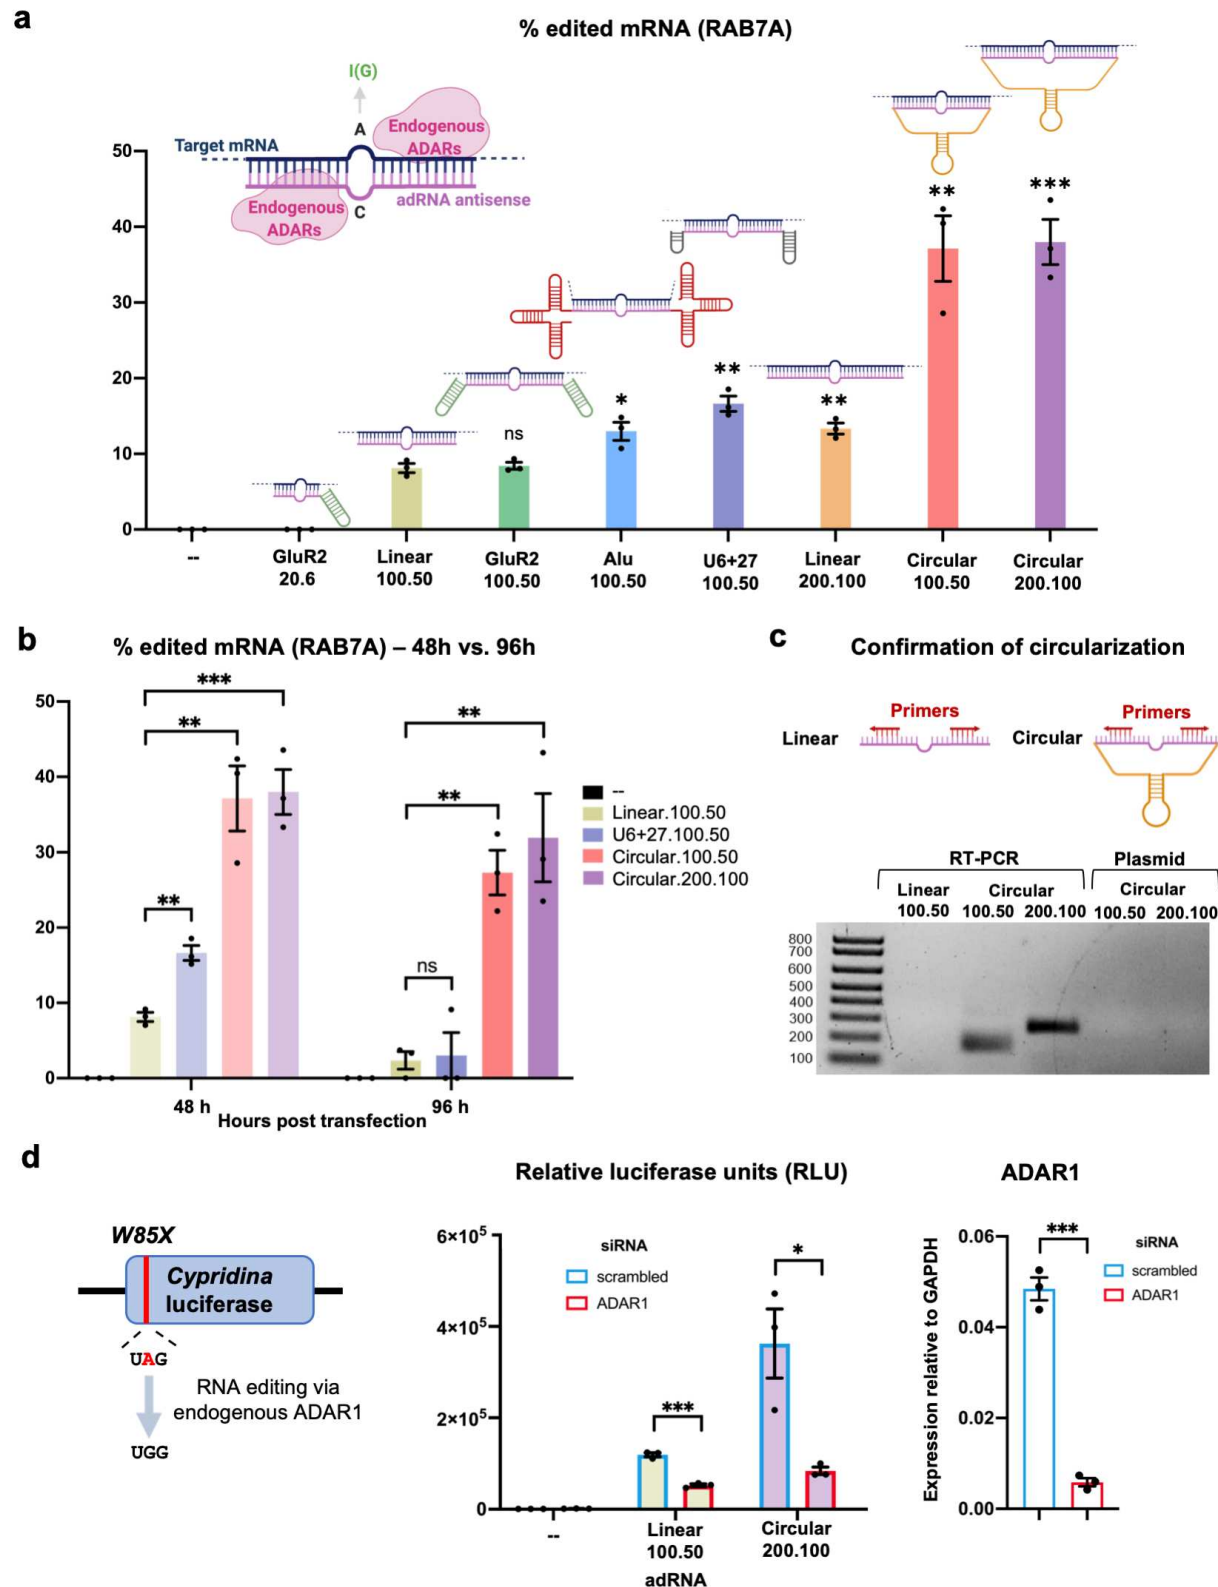 a
% edited mRNA (RAB7A)
I(G)
A
Endogenous
ADARs
Target mRNA
Endogenous
ADARs
C
adRNA antisense
50
40
30
20
10
0
ns
*
**
**
**
***
--
GluR2
20.6
Linear
100.50
GluR2
100.50
Alu
100.50
U6+27
100.50
Linear
200.100
Circular
100.50
Circular
200.100
b
% edited mRNA (RAB7A) – 48h vs. 96h
50
40
30
20
10
0
***
**
**
**
**
ns
48 h
96 h
Hours post transfection
--
Linear.100.50
U6+27.100.50
Circular.100.50
Circular.200.100
c
Confirmation of circularization
Linear
Primers
Circular
Primers
RT-PCR
Plasmid
Linear
100.50
Circular
100.50 200.100
Circular
100.50 200.100
800
700
600
500
400
300
200
100
d
W85X
Cypridina
luciferase
UAG
RNA editing via
endogenous ADAR1
UGG
Relative luciferase units (RLU)
6×10⁵
4×10⁵
2×10⁵
0
siRNA
scrambled
ADAR1
***
*
--
Linear
100.50
Circular
200.100
adRNA
ADAR1
Expression relative to GAPDH
0.06
0.04
0.02
0.00
***
siRNA
scrambled
ADAR1